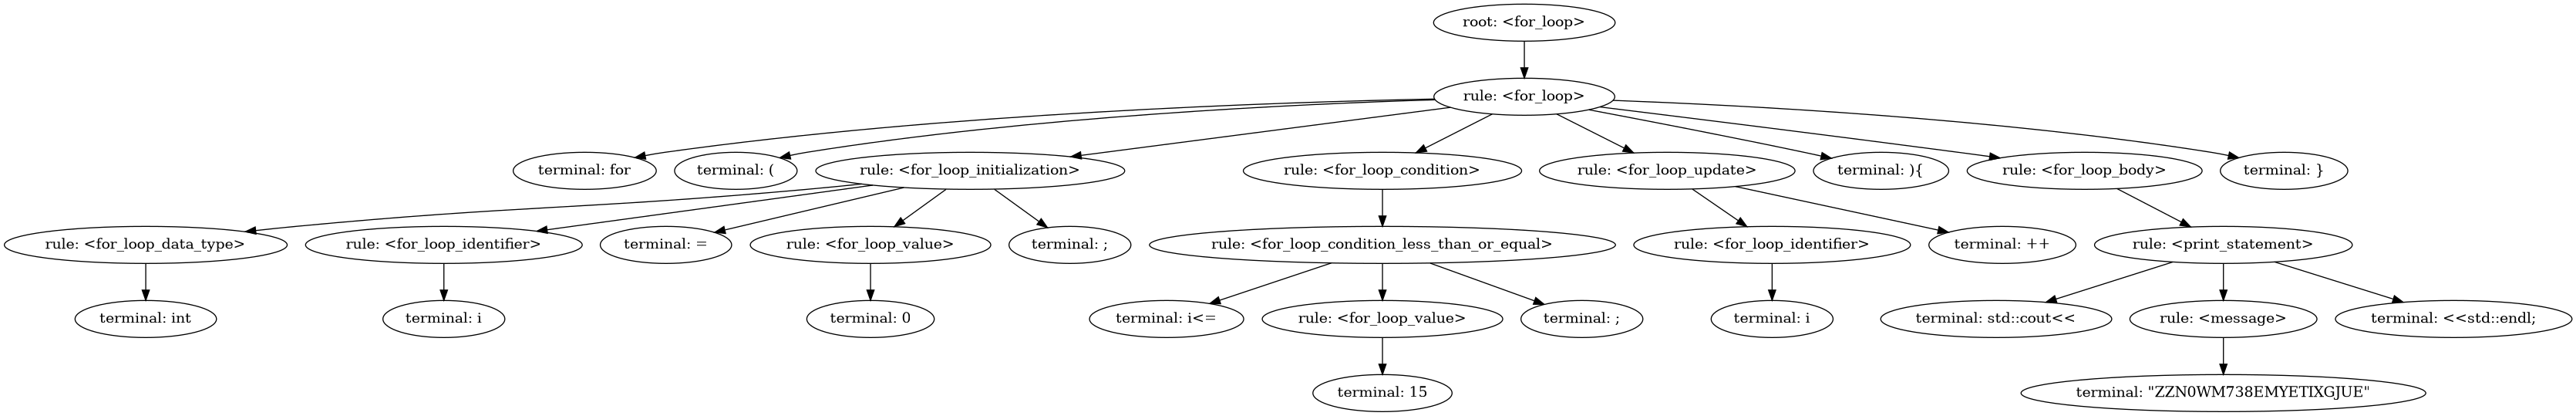 root: <for_loop>
rule: <for_loop>
terminal: for
terminal: (
rule: <for_loop_initialization>
rule: <for_loop_condition>
rule: <for_loop_update>
terminal: ){
rule: <for_loop_body>
terminal: }
rule: <for_loop_data_type>
rule: <for_loop_identifier>
terminal: =
rule: <for_loop_value>
terminal: ;
rule: <for_loop_condition_less_than_or_equal>
rule: <for_loop_identifier>
terminal: ++
rule: <print_statement>
terminal: int
terminal: i
terminal: 0
terminal: i<=
rule: <for_loop_value>
terminal: ;
terminal: i
terminal: std::cout<<
rule: <message>
terminal: <<std::endl;
terminal: 15
terminal: "ZZN0WM738EMYETIXGJUE"